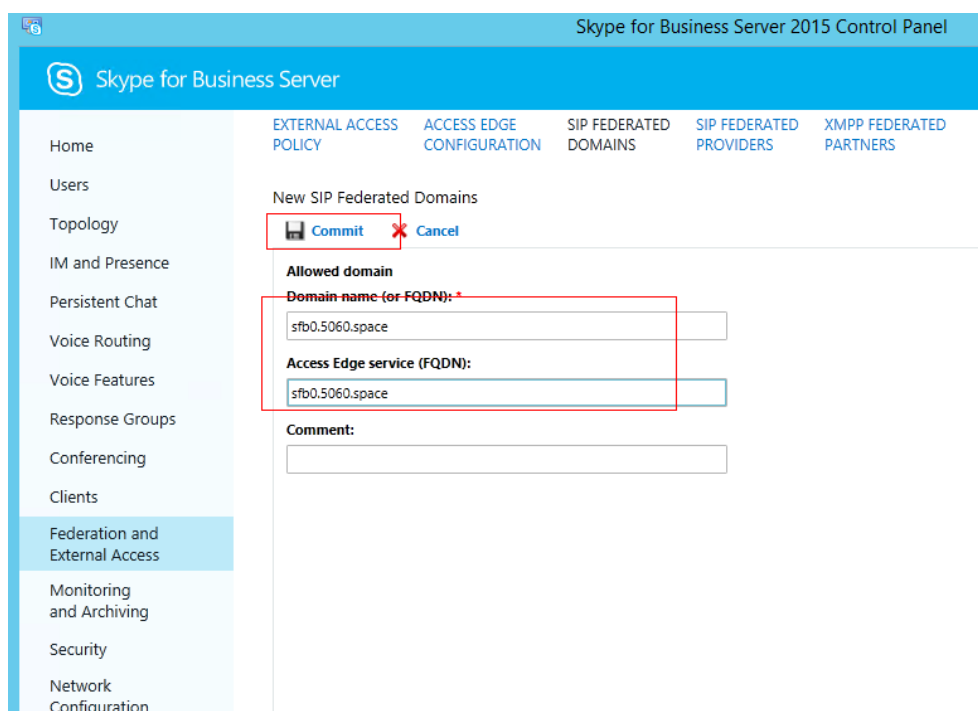 Skype for Business Server 2015 Control Panel
S Skype for Business Server
Home
Users
Topology
IM and Presence
Persistent Chat
Voice Routing
Voice Features
Response Groups
Conferencing
Clients
Federation and
External Access
Monitoring
and Archiving
Security
Network
Configuration
EXTERNAL ACCESS
POLICY
ACCESS EDGE
CONFIGURATION
SIP FEDERATED
DOMAINS
SIP FEDERATED
PROVIDERS
XMPP FEDERATED
PARTNERS
New SIP Federated Domains
Commit
Cancel
Allowed domain
Domain name (or FQDN): *
sfb0.5060.space
Access Edge service (FQDN):
sfb0.5060.space
Comment: